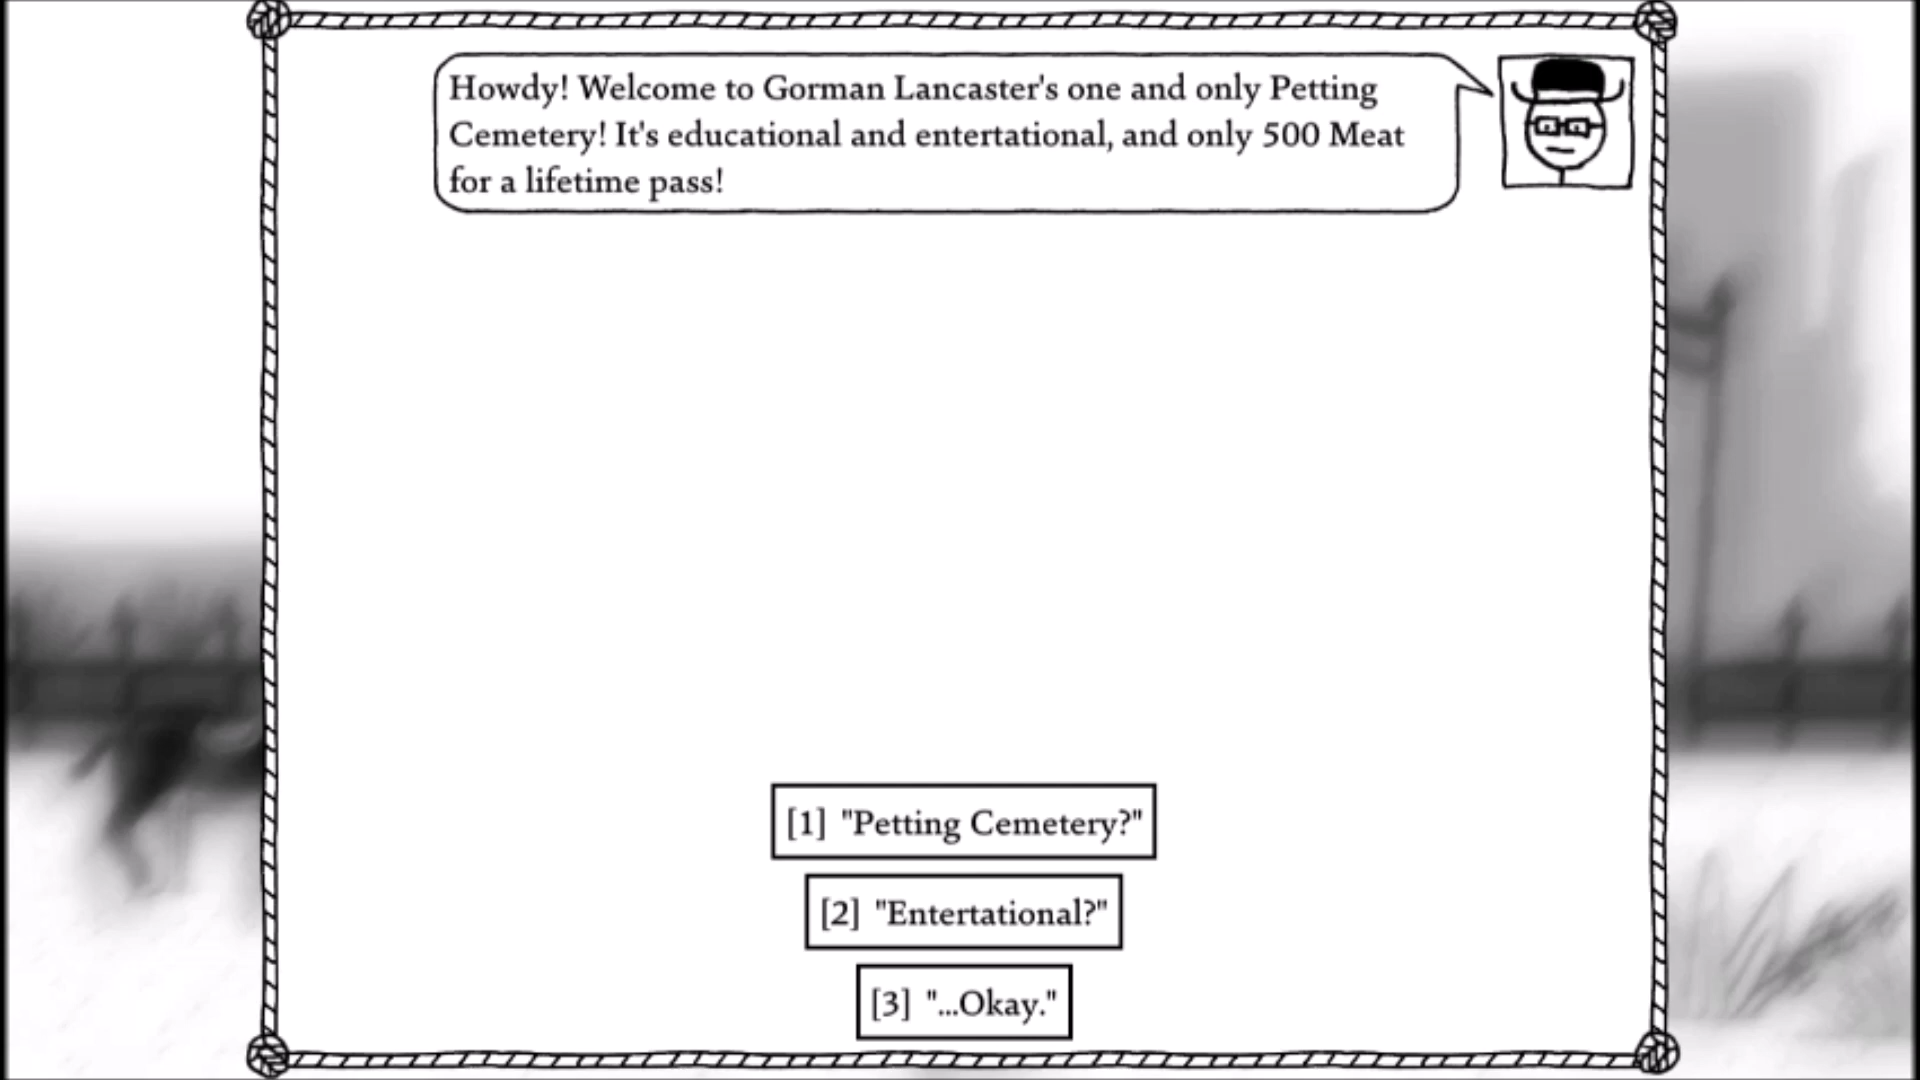 Howdy! Welcome to Gorman Lancaster's one and only Petting
Cemetery! It's educational and entertational, and only 500 Meat
for a lifetime pass!
[1] "Petting Cemetery?"
[2] "Entertational?"
[3] "...Okay."